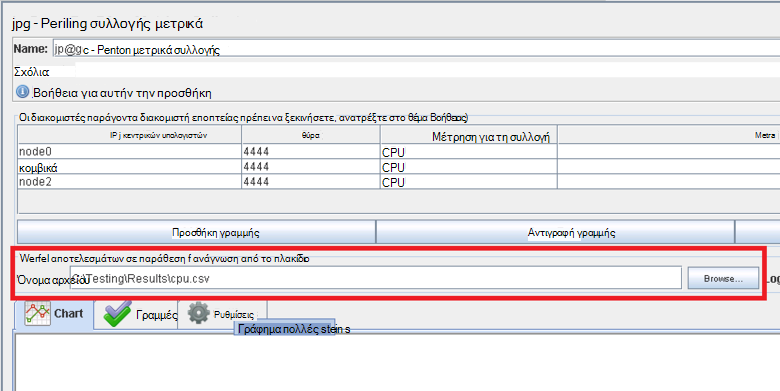 jpg - Periling συλλογής μετρικά
Name: jp@gc - Penton μετρικά συλλογής
Σχόλια
Βοήθεια για αυτήν την προσθήκη
Οι διακομιστές παράγοντα διακομιστή εποπτείας πρέπει να ξεκινήσετε, ανατρέξτε στο θέμα Βοήθεας)
IP j κεντρικών υπολογιστών θύρα Μέτρηση για τη συλλογή Metra
node0 4444 CPU
κομβικά 4444 CPU
node2 4444 CPU
Προσθήκη γραμμής Αντιγραφή γραμμής
Werfel αποτελεσμάτων σε παράθεση f ανάγνωση από το πλακίδιο
Όνομα αρχείου C:\Testing\Results\cpu.csv Browse... Log
Chart Γραμμές Ρυθμίσεις
Γράφημα πολλές stein s